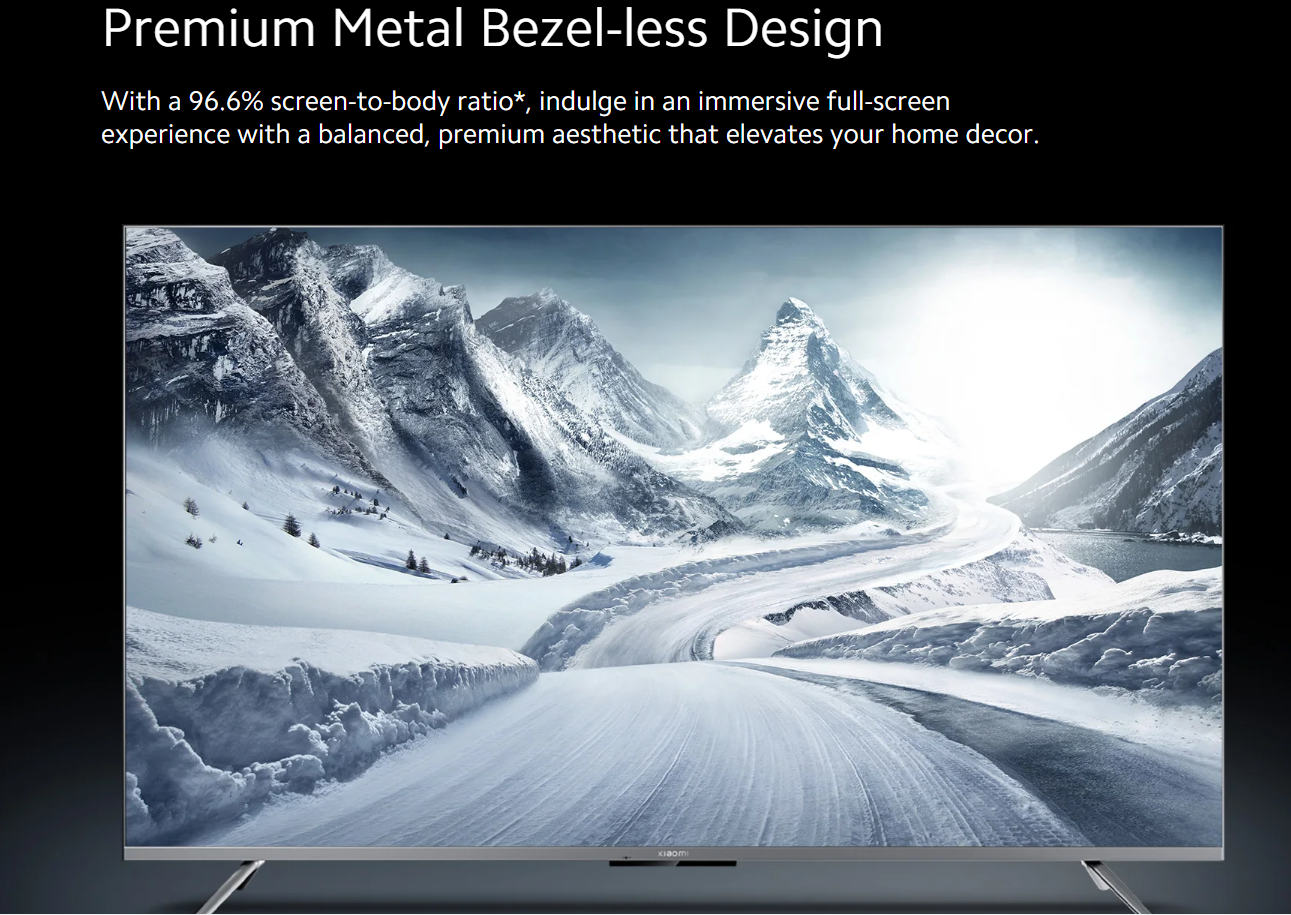 Premium Metal Bezel-less Design
With a 96.6% screen-to-body ratio*, indulge in an immersive full-screen
experience with a balanced, premium aesthetic that elevates your home decor.
xiaomi